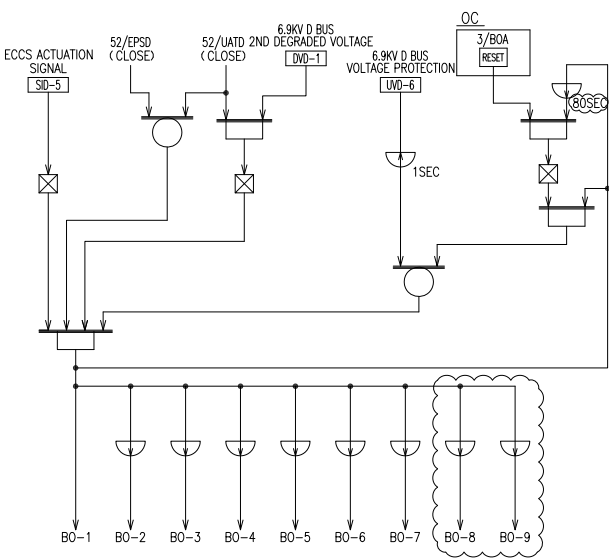 OC
3/BOA
RESET
80SEC
ECCS ACTUATION
SIGNAL
SID-5
52/EPSD
(CLOSE)
52/UATD
(CLOSE)
6.9KV D BUS
2ND DEGRADED VOLTAGE
DVD-1
6.9KV D BUS
VOLTAGE PROTECTION
UVD-6
1SEC
BO-1 BO-2 BO-3 BO-4 BO-5 BO-6 BO-7 BO-8 BO-9